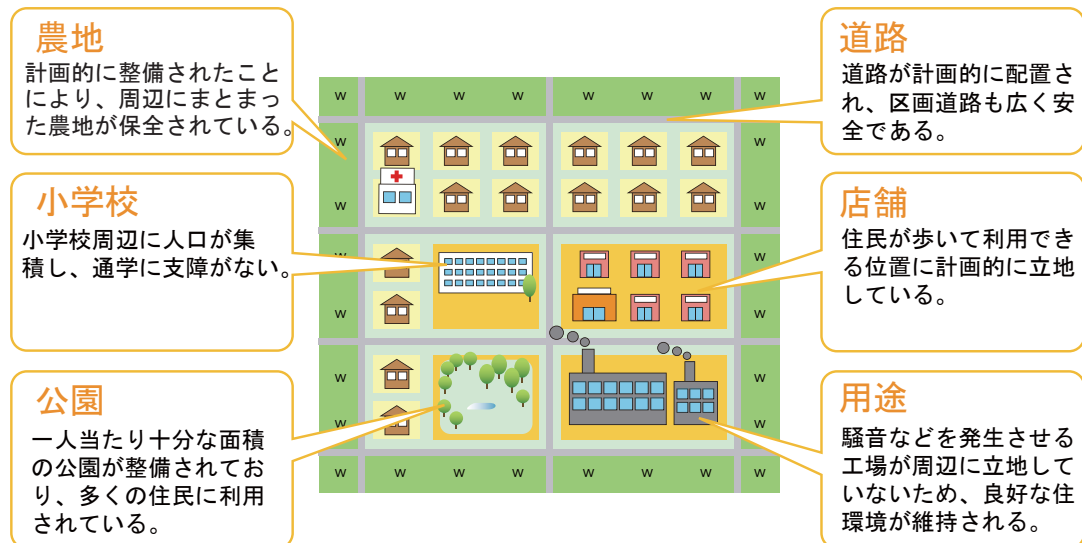 農地
計画的に整備されたこと
により、周辺にまとまっ
た農地が保全されている。
小学校
小学校周辺に人口が集
積し、通学に支障がない。
公園
一人当たり十分な面積
の公園が整備されてお
り、多くの住民に利用
されている。
道路
道路が計画的に配置さ
れ、区画道路も広く安
全である。
店舗
住民が歩いて利用でき
る位置に計画的に立地
している。
用途
騒音などを発生させる
工場が周辺に立地して
いないため、良好な住
環境が維持される。